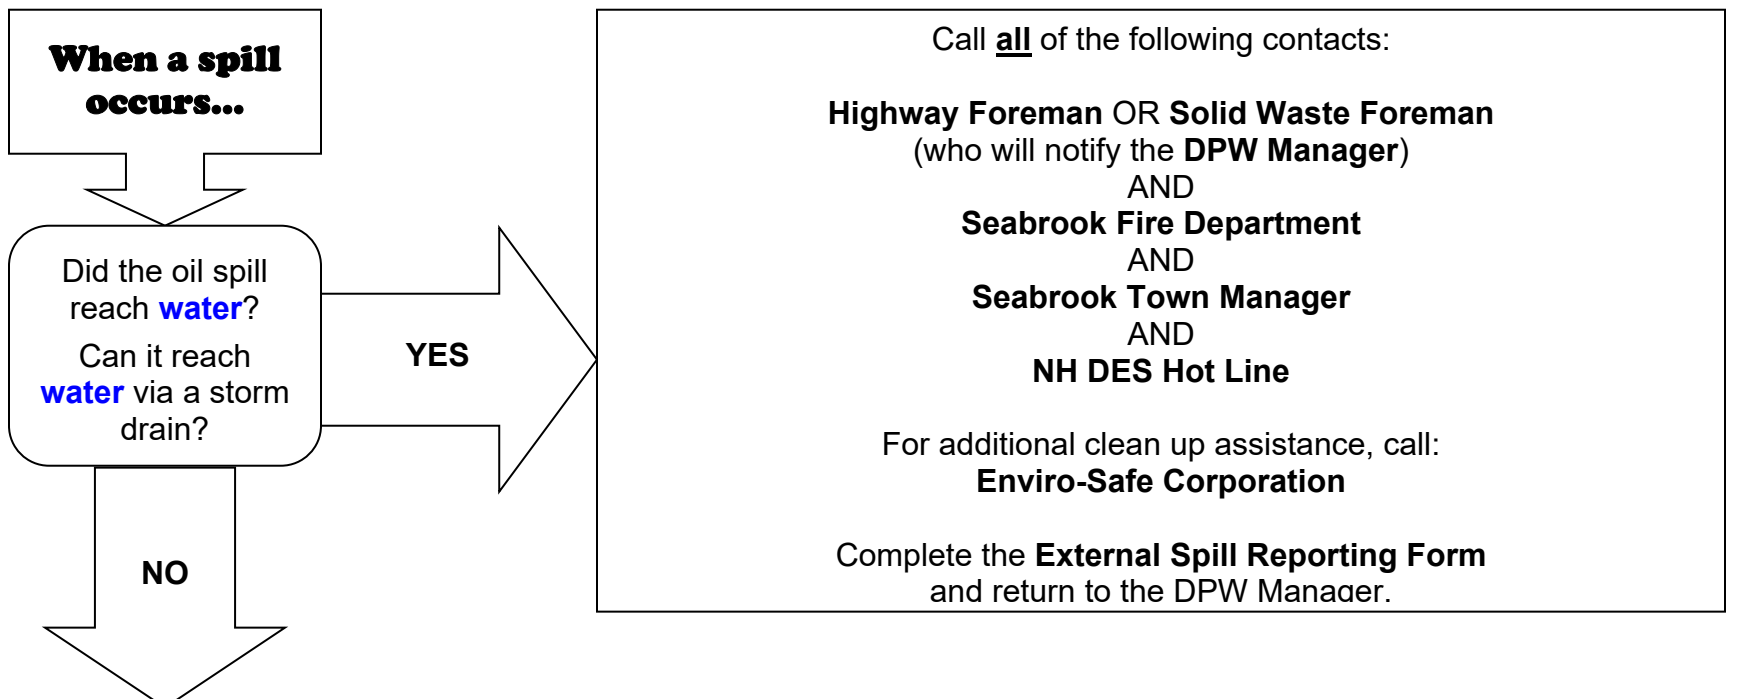 When a spill
occurs...
Did the oil spill
reach water?
Can it reach
water via a storm
drain?
YES
NO
Call all of the following contacts:
Highway Foreman OR Solid Waste Foreman
(who will notify the DPW Manager)
AND
Seabrook Fire Department
AND
Seabrook Town Manager
AND
NH DES Hot Line
For additional clean up assistance, call:
Enviro-Safe Corporation
Complete the External Spill Reporting Form
and return to the DPW Manager.